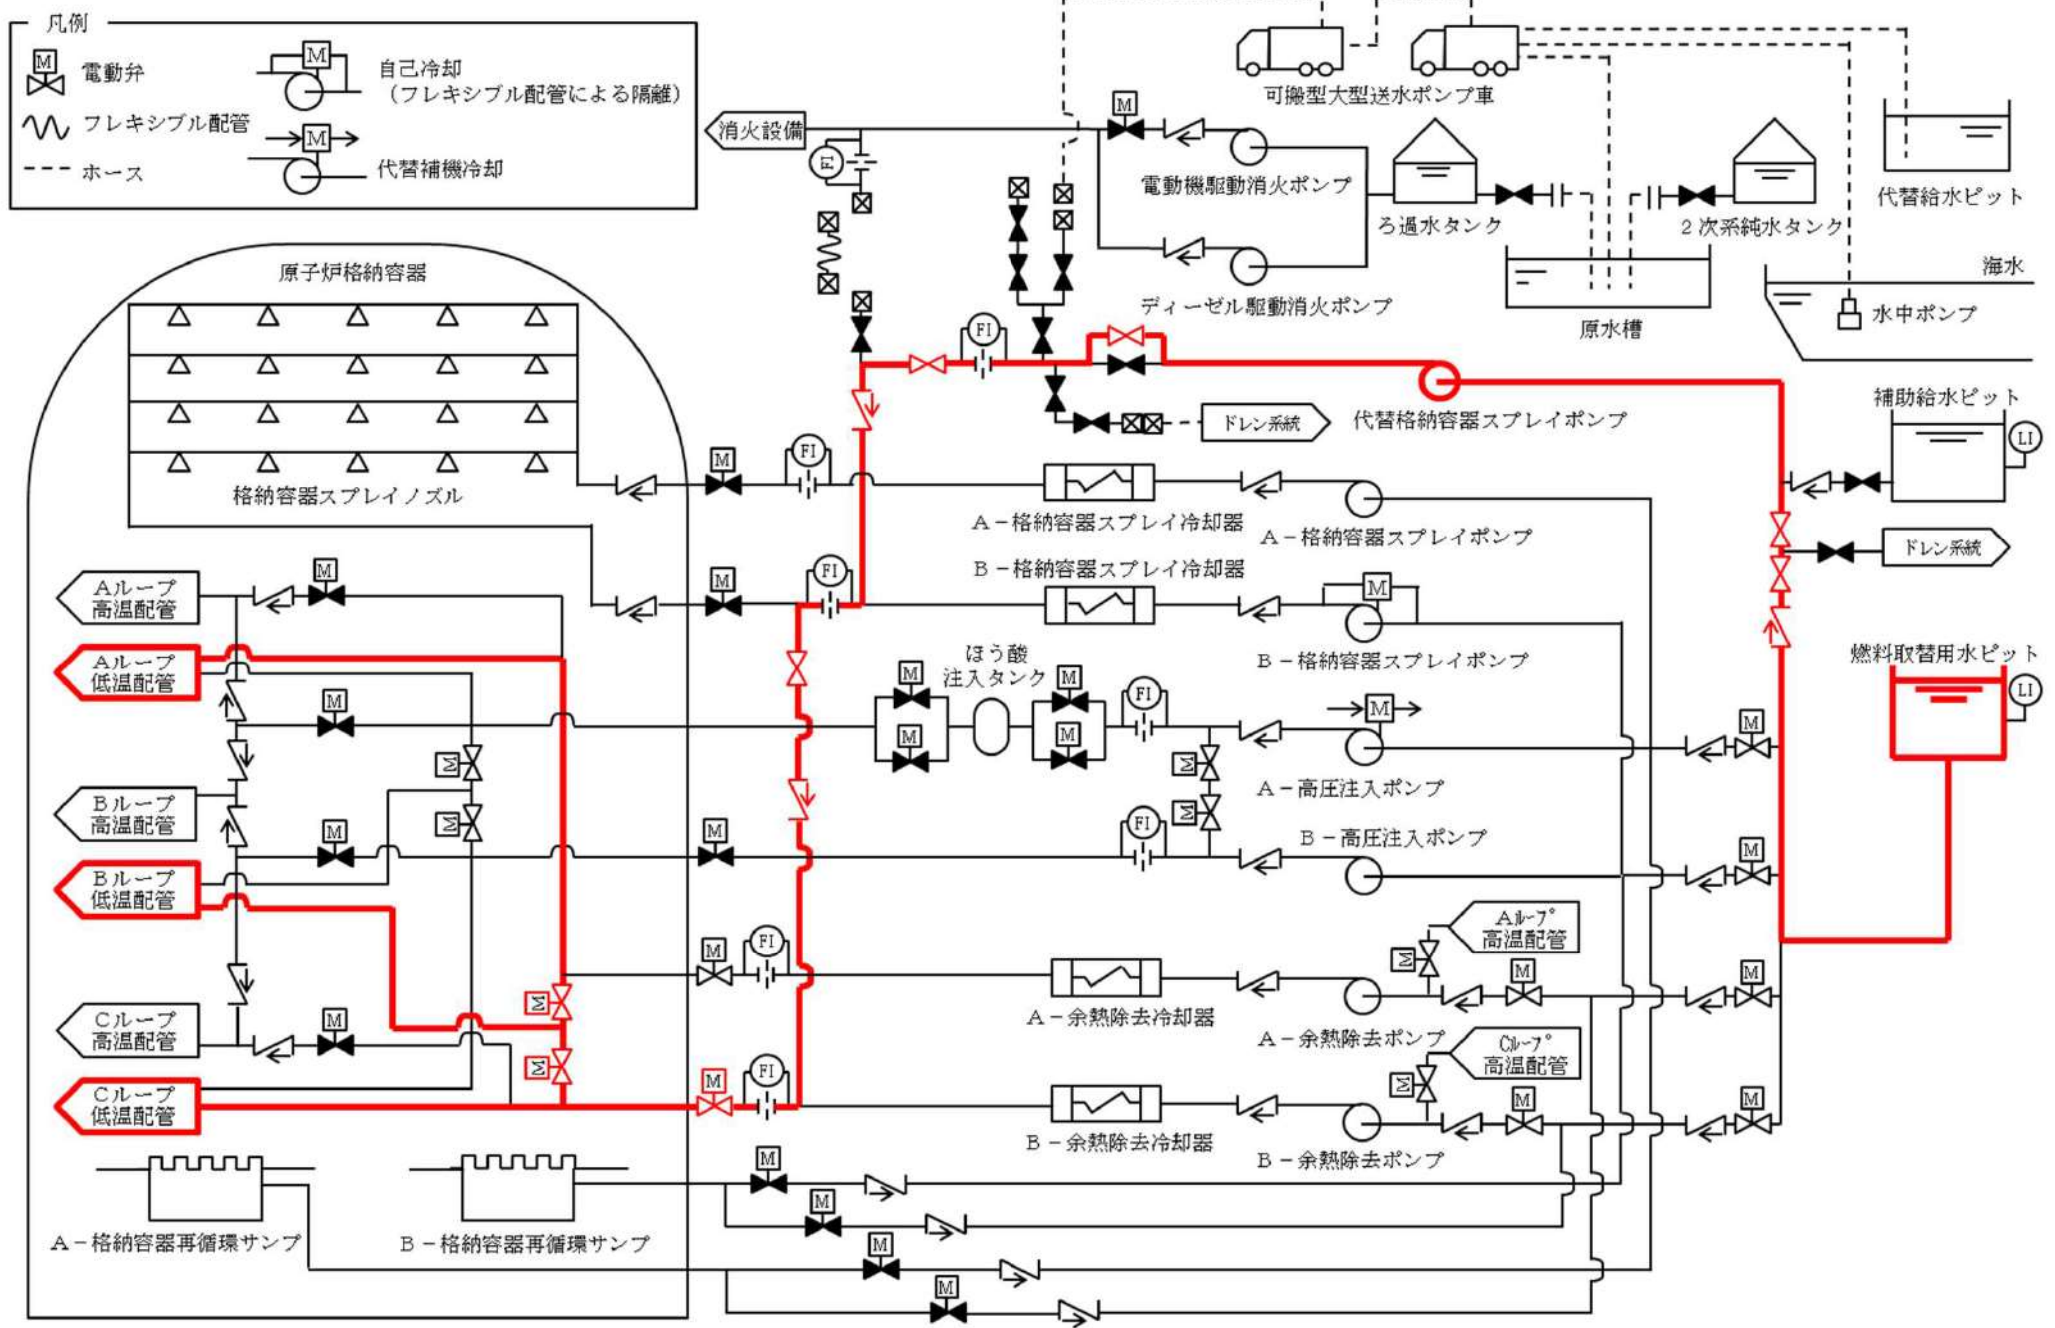 凡例
M
電動弁
M
自己冷却
(フレキシブル配管による隔離)
フレキシブル配管
M
代替補機冷却
ホース
可搬型大型送水ポンプ車
消火設備
M
FI
電動機駆動消火ポンプ
ろ過水タンク
2次系純水タンク
代替給水ピット
ディーゼル駆動消火ポンプ
原水槽
海水
水中ポンプ
原子炉格納容器
格納容器スプレイノズル
FI
代替格納容器スプレイポンプ
ドレン系統
補助給水ピット
LI
M
FI
A-格納容器スプレイ冷却器
A-格納容器スプレイポンプ
ドレン系統
B-格納容器スプレイ冷却器
M
FI
M
B-格納容器スプレイポンプ
燃料取替用水ピット
LI
Aループ
高温配管
M
Aループ
低温配管
M
ほう酸
注入タンク
M
M
M
M
FI
M
A-高圧注入ポンプ
M
M
M
M
M
Bループ
高温配管
M
M
FI
B-高圧注入ポンプ
M
Bループ
低温配管
M
FI
Aループ
高温配管
M
M
M
A-余熱除去冷却器
A-余熱除去ポンプ
Cループ
高温配管
M
M
M
M
Cループ
高温配管
M
M
Cループ
低温配管
M
FI
B-余熱除去冷却器
B-余熱除去ポンプ
M
M
M
M
A-格納容器再循環サンプ
B-格納容器再循環サンプ